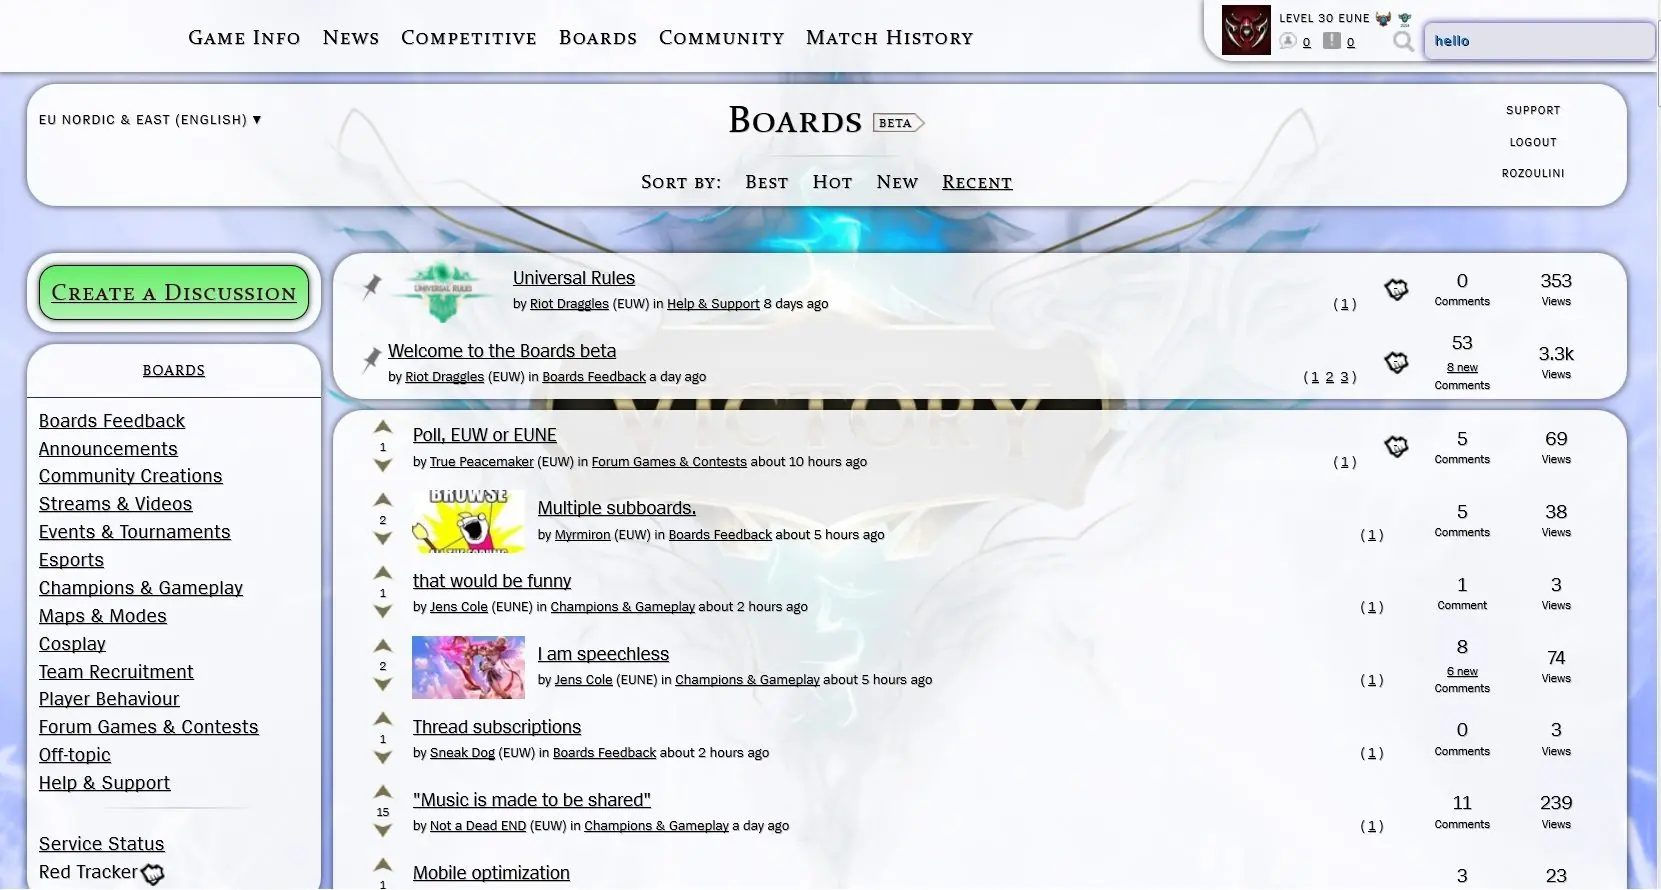 Game Info News Competitive Boards Community Match History
LEVEL 30 EUNE
0 0
hello
EU NORDIC & EAST (ENGLISH) ▼
Boards BETA
Sort by: Best Hot New Recent
SUPPORT
LOGOUT
ROZOULINI
Create a Discussion
BOARDS
Boards Feedback
Announcements
Community Creations
Streams & Videos
Events & Tournaments
Esports
Champions & Gameplay
Maps & Modes
Cosplay
Team Recruitment
Player Behaviour
Forum Games & Contests
Off-topic
Help & Support
Service Status
Red Tracker
UNIVERSAL RULES
Universal Rules
by Riot Draggles (EUW) in Help & Support 8 days ago
( 1 )
0
Comments
353
Views
Welcome to the Boards beta
by Riot Draggles (EUW) in Boards Feedback a day ago
( 1 2 3 )
53
8 new
Comments
3.3k
Views
VICTORY
1
Poll, EUW or EUNE
by True Peacemaker (EUW) in Forum Games & Contests about 10 hours ago
( 1 )
5
Comments
69
Views
2
BROWSE
Multiple subboards.
by Myrmiron (EUW) in Boards Feedback about 5 hours ago
( 1 )
5
Comments
38
Views
1
that would be funny
by Jens Cole (EUNE) in Champions & Gameplay about 2 hours ago
( 1 )
1
Comment
3
Views
2
I am speechless
by Jens Cole (EUNE) in Champions & Gameplay about 5 hours ago
( 1 )
8
6 new
Comments
74
Views
1
Thread subscriptions
by Sneak Dog (EUW) in Boards Feedback about 2 hours ago
( 1 )
0
Comments
3
Views
15
"Music is made to be shared"
by Not a Dead END (EUW) in Champions & Gameplay a day ago
( 1 )
11
Comments
239
Views
1
Mobile optimization
3
23